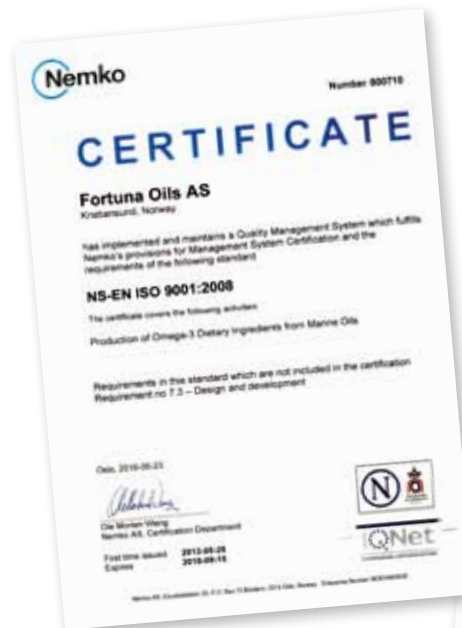 Nemko
Number 800710
CERTIFICATE
Fortuna Oils AS
Kristiansund, Norway
has implemented and maintains a Quality Management System which fulfills
Nemko's provisions for Management System Certification and the
requirements of the following standard
NS-EN ISO 9001:2008
The certificate covers the following activities:
Production of Omega-3 Dietary Ingredients from Marine Oils
Requirements in this standard which are not included in the certification
Requirement no 7.3 – Design and development
Oslo,
Ole Morten Wang
Nemko AS, Certification Department
First time issued
Expires
N
IQNet